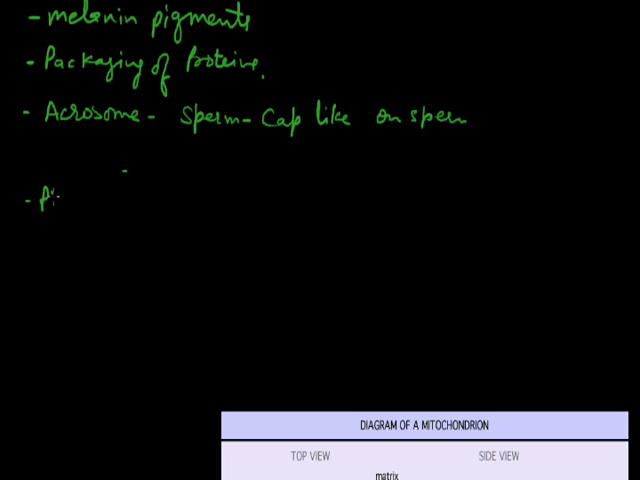 - melanin pigments
- Packaging of Proteins.
- Acrosome - Sperm - Cap like on sperm
-
DIAGRAM OF A MITOCHONDRION
TOP VIEW SIDE VIEW
matrix